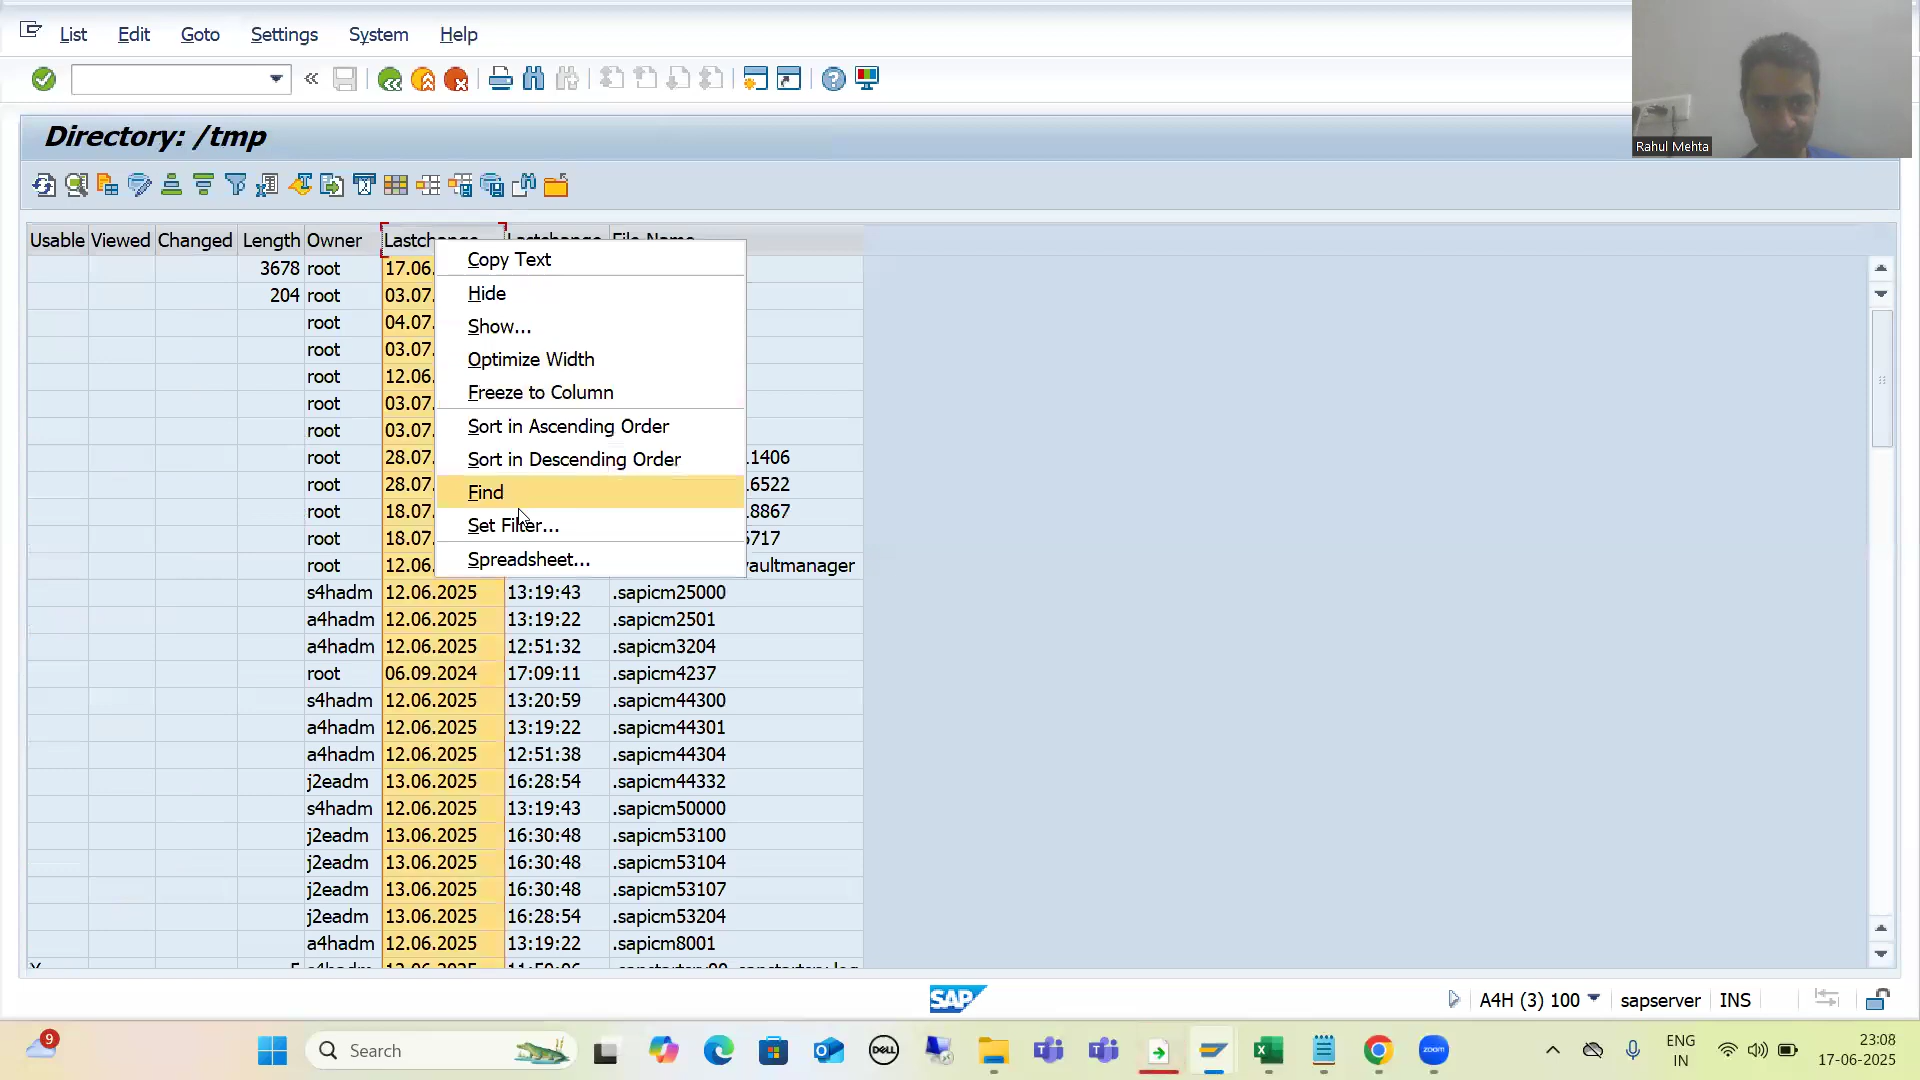 List Edit Goto Settings System Help
Rahul Mehta
Directory: /tmp
Usable Viewed Changed Length Owner Lastchange Lastchange File Name
3678 root 17.06.
204 root 03.07.
root 04.07.
root 03.07.
root 12.06.
root 03.07.
root 03.07.
root 28.07. .11406
root 28.07. 16522
root 18.07. 8867
root 18.07. 5717
root 12.06. vaultmanager
Copy Text
Hide
Show...
Optimize Width
Freeze to Column
Sort in Ascending Order
Sort in Descending Order
Find
Set Filter...
Spreadsheet...
s4hadm 12.06.2025 13:19:43 .sapicm25000
a4hadm 12.06.2025 13:19:22 .sapicm2501
a4hadm 12.06.2025 12:51:32 .sapicm3204
root 06.09.2024 17:09:11 .sapicm4237
s4hadm 12.06.2025 13:20:59 .sapicm44300
a4hadm 12.06.2025 13:19:22 .sapicm44301
a4hadm 12.06.2025 12:51:38 .sapicm44304
j2eadm 13.06.2025 16:28:54 .sapicm44332
s4hadm 12.06.2025 13:19:43 .sapicm50000
j2eadm 13.06.2025 16:30:48 .sapicm53100
j2eadm 13.06.2025 16:30:48 .sapicm53104
j2eadm 13.06.2025 16:30:48 .sapicm53107
j2eadm 13.06.2025 16:28:54 .sapicm53204
a4hadm 12.06.2025 13:19:22 .sapicm8001
SAP
A4H (3) 100 sapserver INS
9
Search
DELL
zoom
ENG
IN
23:08
17-06-2025